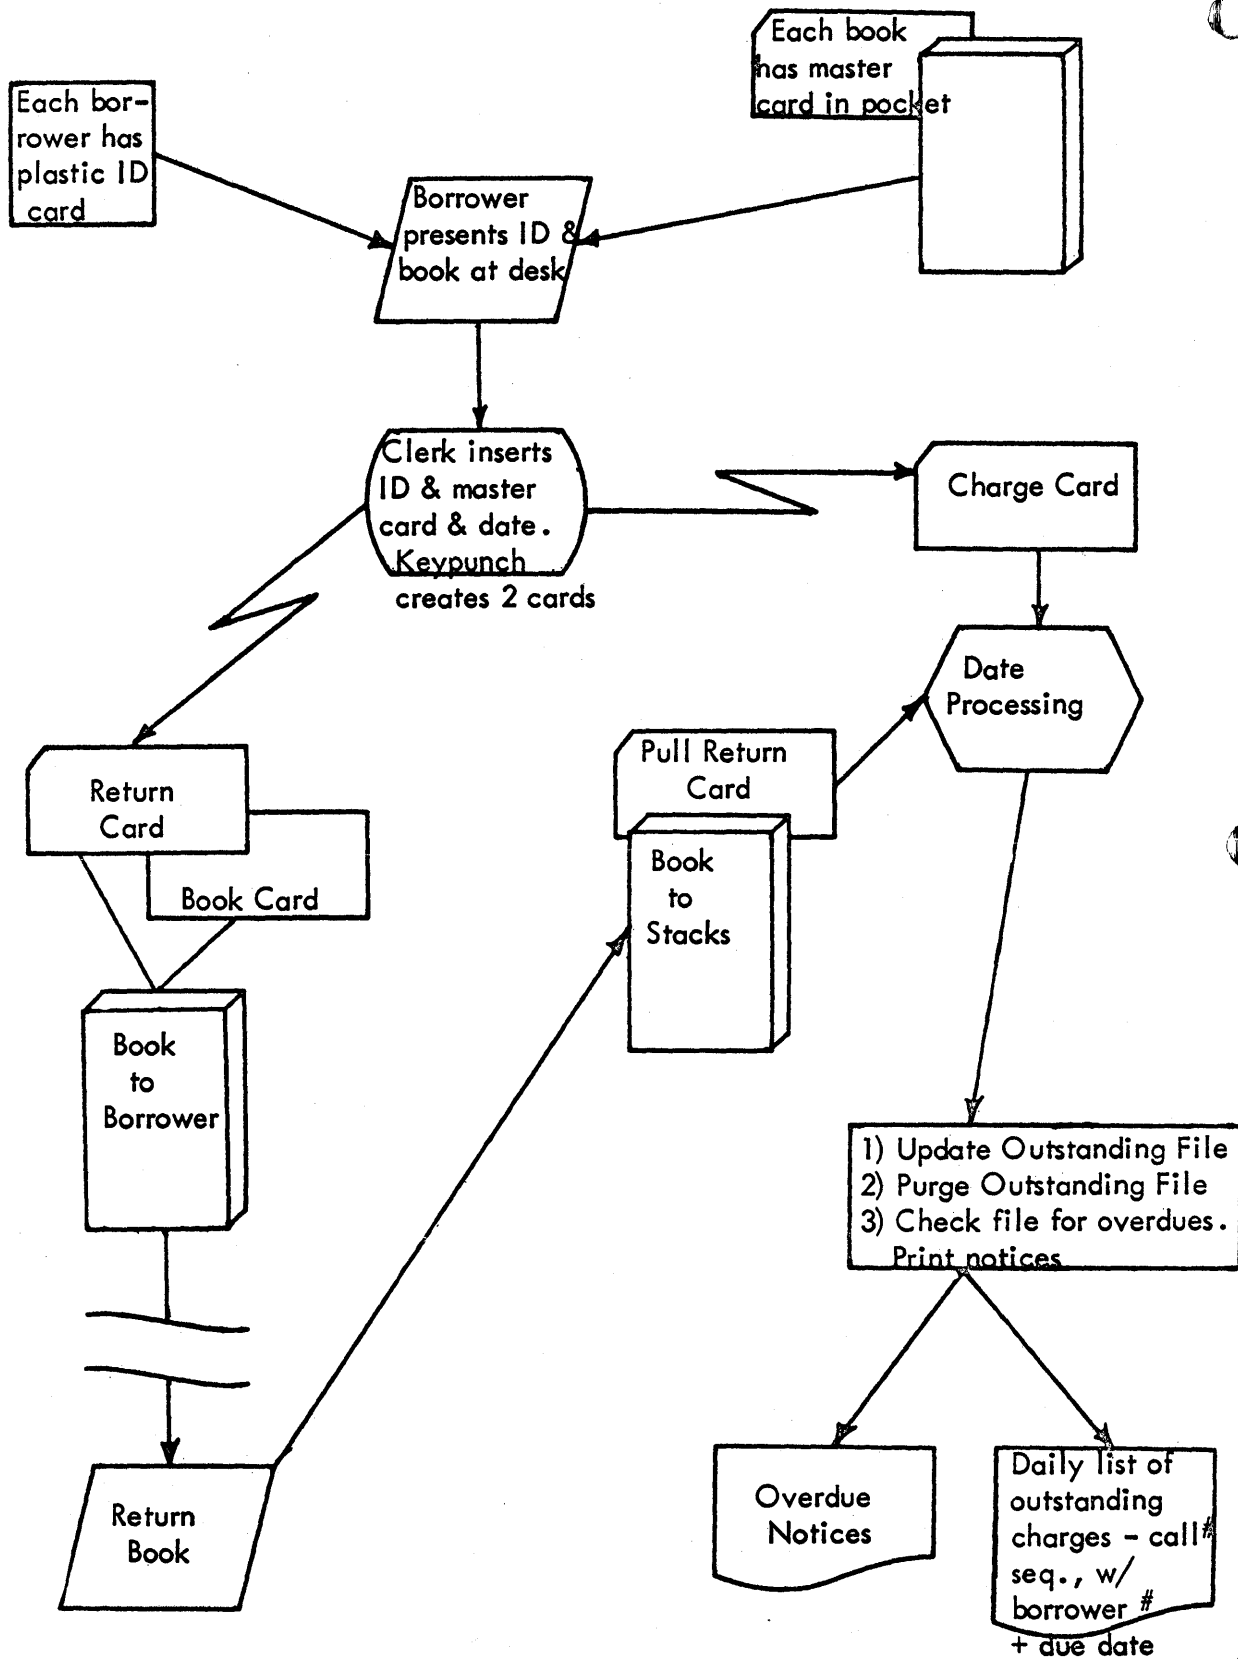 Each book
has master
card in pocket
Each bor-
rower has
plastic ID
card
Borrower
presents ID &
book at desk
Clerk inserts
ID & master
card & date.
Keypunch
creates 2 cards
Charge Card
Date
Processing
Pull Return
Card
Return
Card
Book
to
Stacks
Book Card
Book
to
Borrower
1) Update Outstanding File
2) Purge Outstanding File
3) Check file for overdues.
Print notices
Return
Book
Overdue
Notices
Daily list of
outstanding
charges - call#
seq., w/
borrower #
+ due date